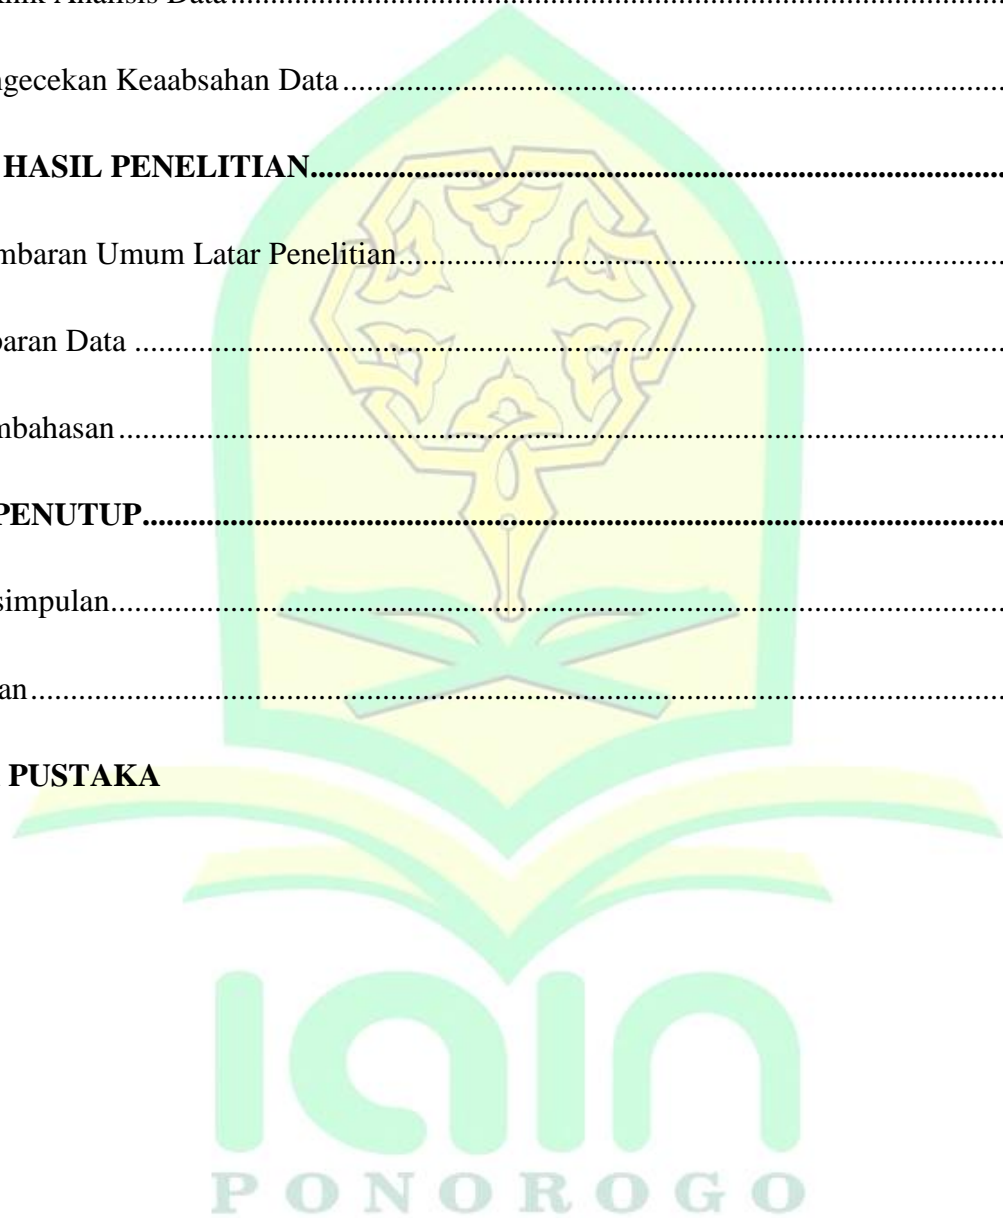 nik Analisis Data
ngecekan Keaabsahan Data
HASIL PENELITIAN
mbaran Umum Latar Penelitian
paran Data
mbahasan
PENUTUP
simpulan
an
PUSTAKA
iain
PONOROGO